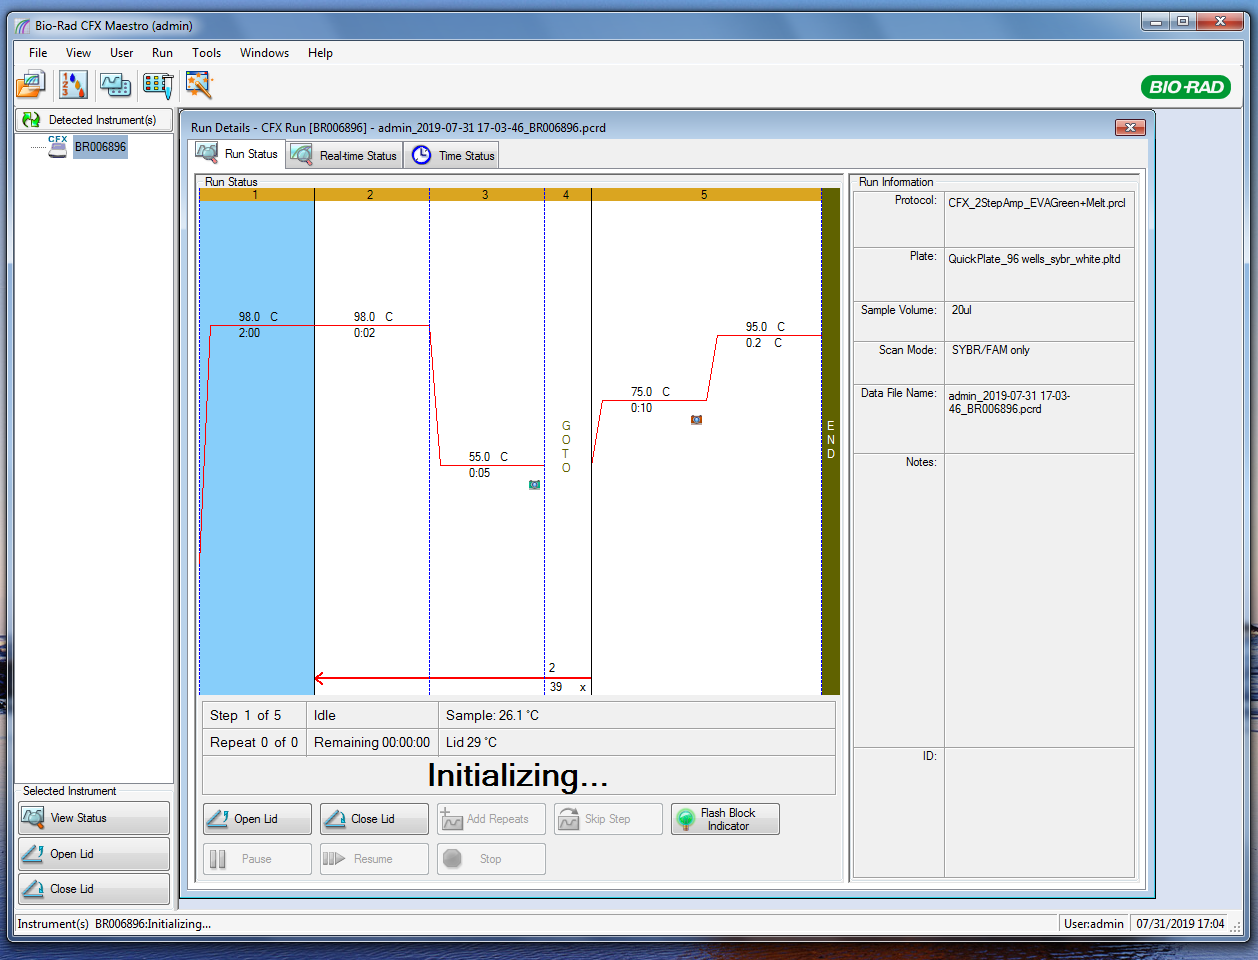 Bio-Rad CFX Maestro (admin)
File View User Run Tools Windows Help
1
2
3
BIO-RAD
Detected Instrument(s)
CFX
BR006896
Run Details - CFX Run [BR006896] - admin_2019-07-31 17-03-46_BR006896.pcrd
Run Status Real-time Status Time Status
Run Status
1 2 3 4 5
98.0 C
2:00
98.0 C
0:02
55.0 C
0:05
G
O
T
O
75.0 C
0:10
95.0 C
0.2 C
E
N
D
2
39 x
Step 1 of 5 Idle Sample: 26.1 °C
Repeat 0 of 0 Remaining 00:00:00 Lid 29 °C
Initializing...
Open Lid Close Lid Add Repeats Skip Step Flash Block
Indicator
Pause Resume Stop
Run Information
Protocol: CFX_2StepAmp_EVAGreen+Melt.prcl
Plate: QuickPlate_96 wells_sybr_white.pltd
Sample Volume: 20ul
Scan Mode: SYBR/FAM only
Data File Name: admin_2019-07-31 17-03-
46_BR006896.pcrd
Notes:
ID:
Selected Instrument
View Status
Open Lid
Close Lid
Instrument(s) BR006896:Initializing... User:admin 07/31/2019 17:04